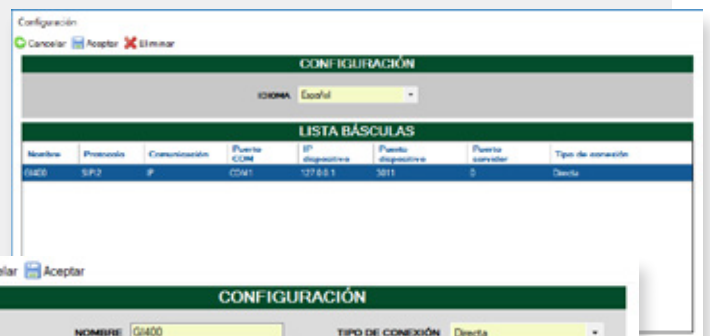 Configuración
Cancelar Aceptar Eliminar
CONFIGURACIÓN
IDIOMA Español
LISTA BÁSCULAS
Nombre Protocolo Comunicación Puerto COM IP dispositivo Puerto dispositivo Puerto servidor Tipo de conexión
GI400 SIPI2 IP COM1 127.0.0.1 3011 0 Directa
elar Aceptar
CONFIGURACIÓN
NOMBRE GI400 TIPO DE CONEXIÓN Directa